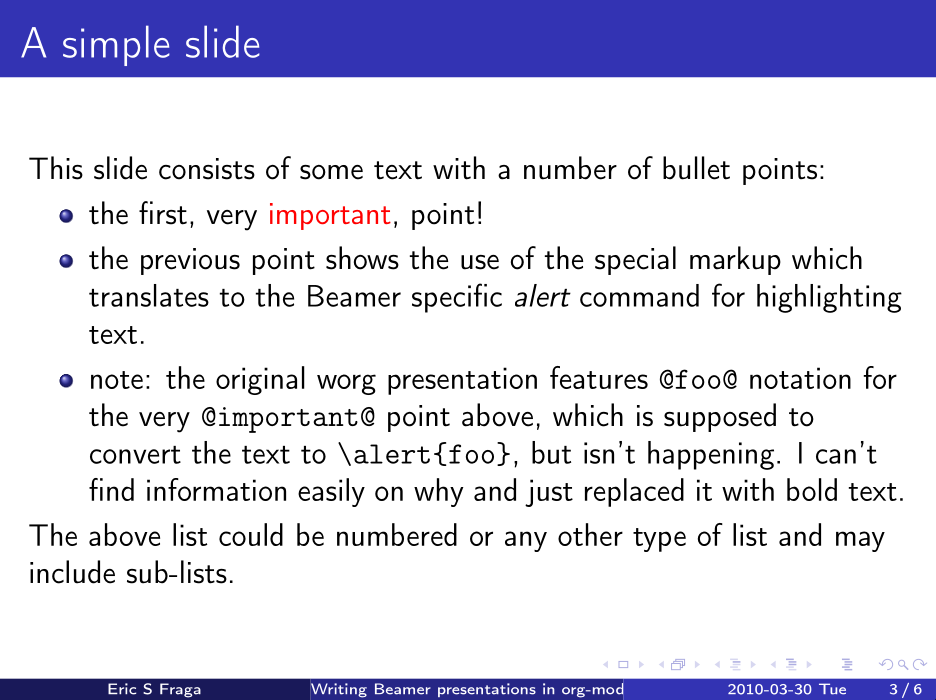 A simple slide
This slide consists of some text with a number of bullet points:
the first, very important, point!
the previous point shows the use of the special markup which
translates to the Beamer specific alert command for highlighting
text.
note: the original worg presentation features @foo@ notation for
the very @important@ point above, which is supposed to
convert the text to \alert{foo}, but isn't happening. I can't
find information easily on why and just replaced it with bold text.
The above list could be numbered or any other type of list and may
include sub-lists.
Eric S Fraga Writing Beamer presentations in org-mod 2010-03-30 Tue 3 / 6